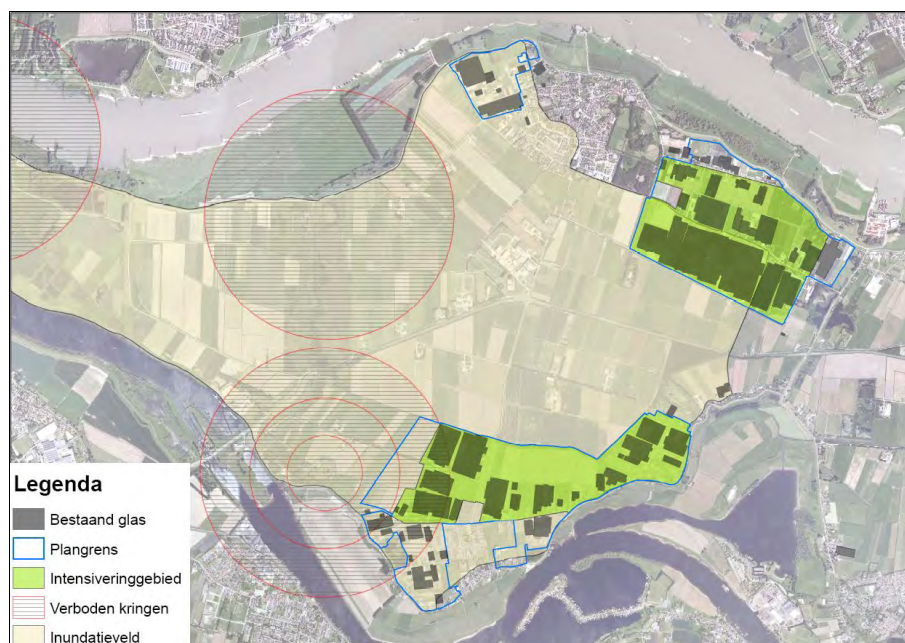 Legenda
Bestaand glas
Plangrens
Intensiveringgebied
Verboden kringen
Inundatieveld